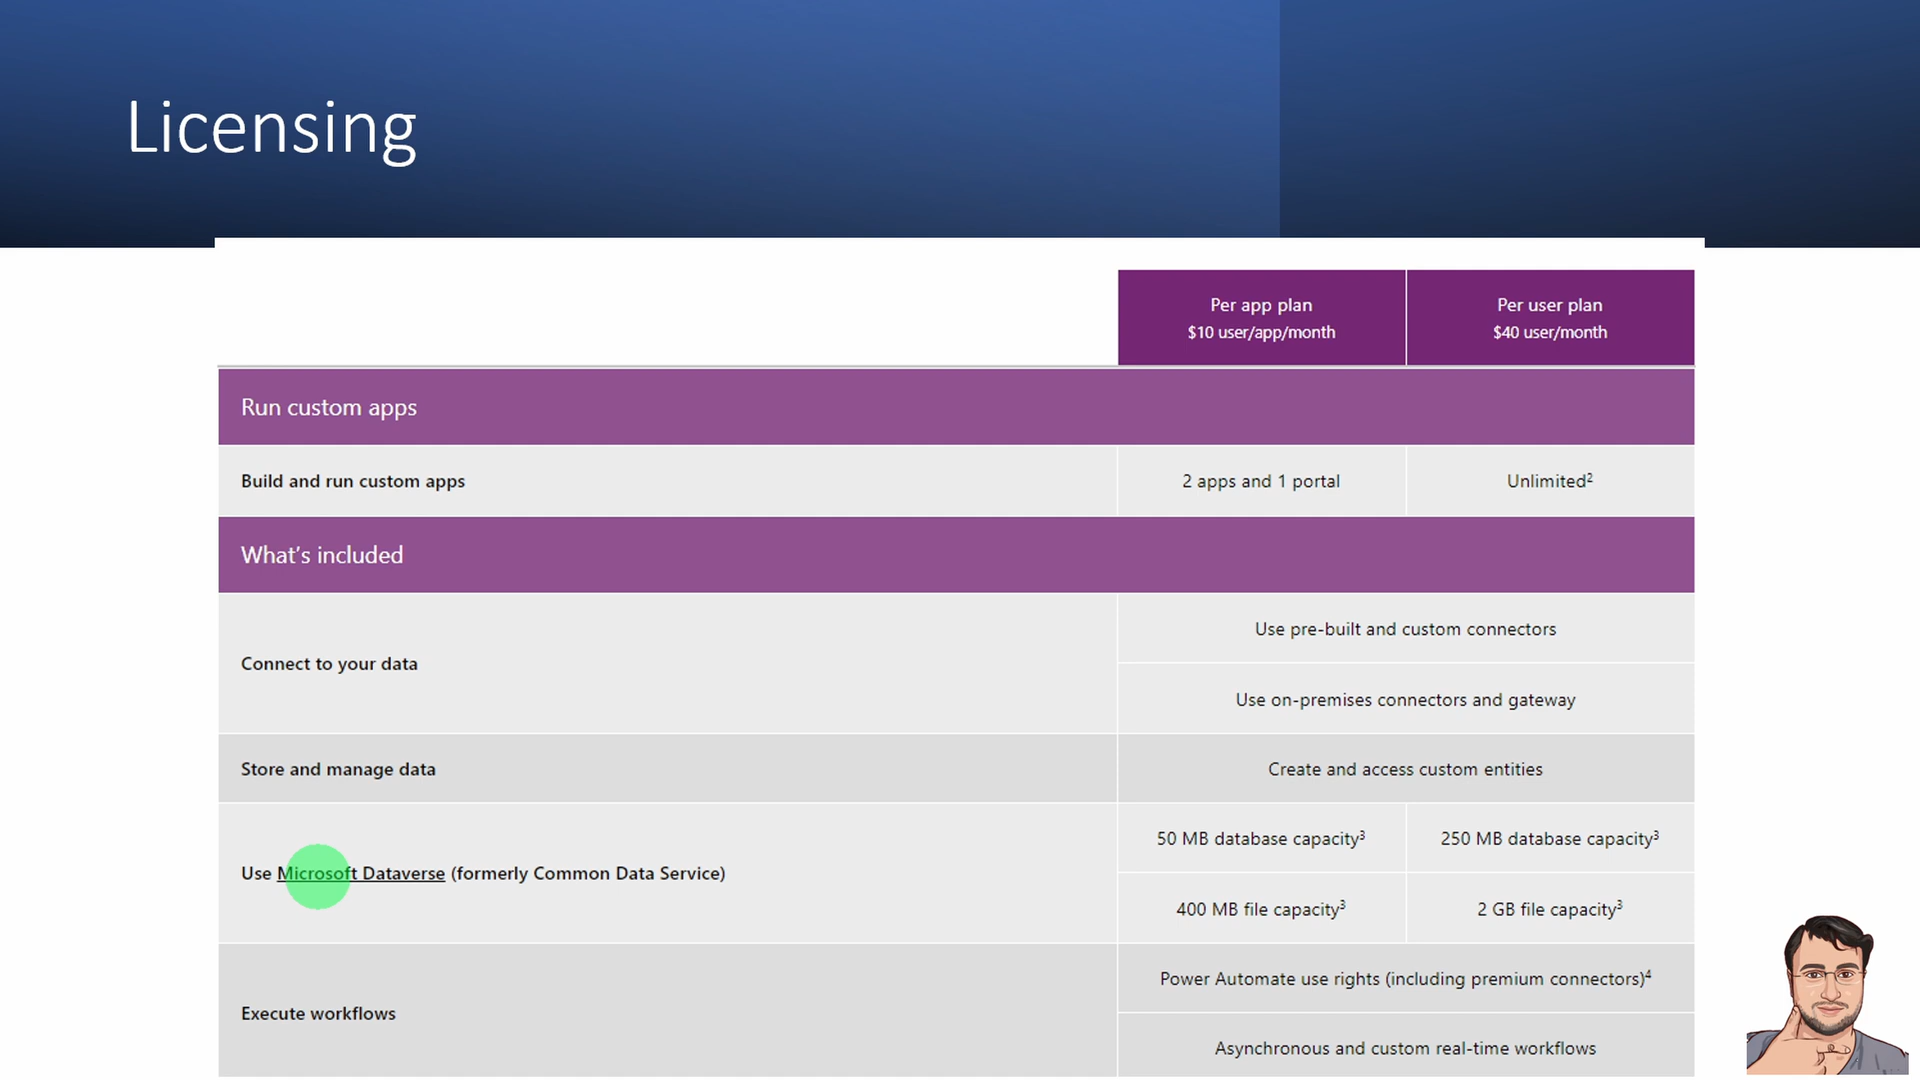 Licensing
Per app plan
$10 user/app/month
Per user plan
$40 user/month
Run custom apps
Build and run custom apps
2 apps and 1 portal
Unlimited²
What's included
Connect to your data
Use pre-built and custom connectors
Use on-premises connectors and gateway
Store and manage data
Create and access custom entities
Use Microsoft Dataverse (formerly Common Data Service)
50 MB database capacity³
250 MB database capacity³
400 MB file capacity³
2 GB file capacity³
Execute workflows
Power Automate use rights (including premium connectors)⁴
Asynchronous and custom real-time workflows